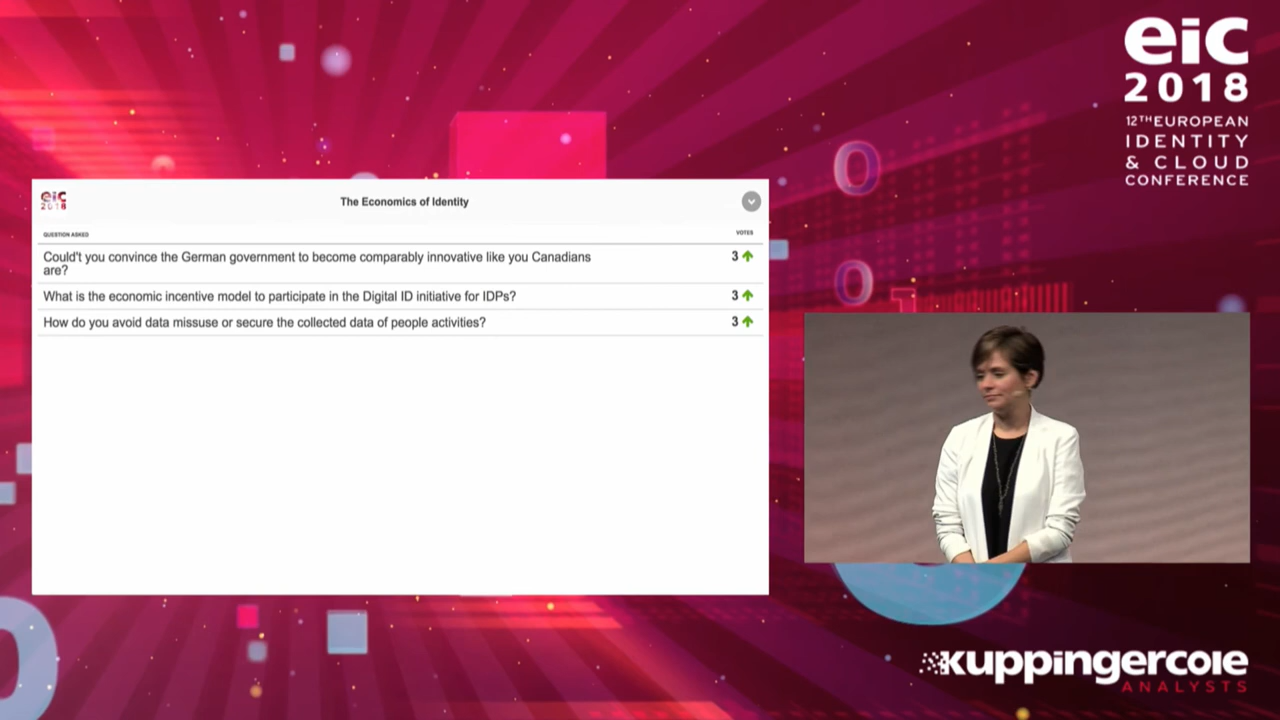 eic
2018
12TH EUROPEAN
IDENTITY
& CLOUD
CONFERENCE
eic
2018
The Economics of Identity
QUESTION ASKED
VOTES
Could't you convince the German government to become comparably innovative like you Canadians
are?
3
What is the economic incentive model to participate in the Digital ID initiative for IDPs?
3
How do you avoid data missuse or secure the collected data of people activities?
3
kuppingercole
ANALYSTS